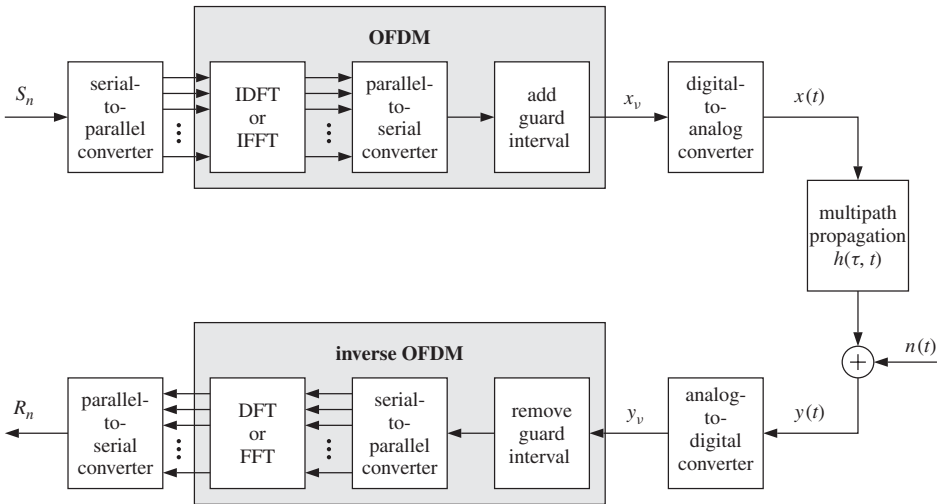 OFDM
S_n
serial-
to-
parallel
converter
IDFT
or
IFFT
parallel-
to-
serial
converter
add
guard
interval
x_ν
digital-
to-
analog
converter
x(t)
multipath
propagation
h(τ, t)
inverse OFDM
R_n
parallel-
to-
serial
converter
DFT
or
FFT
serial-
to-
parallel
converter
remove
guard
interval
y_ν
analog-
to-
digital
converter
y(t)
+
n(t)